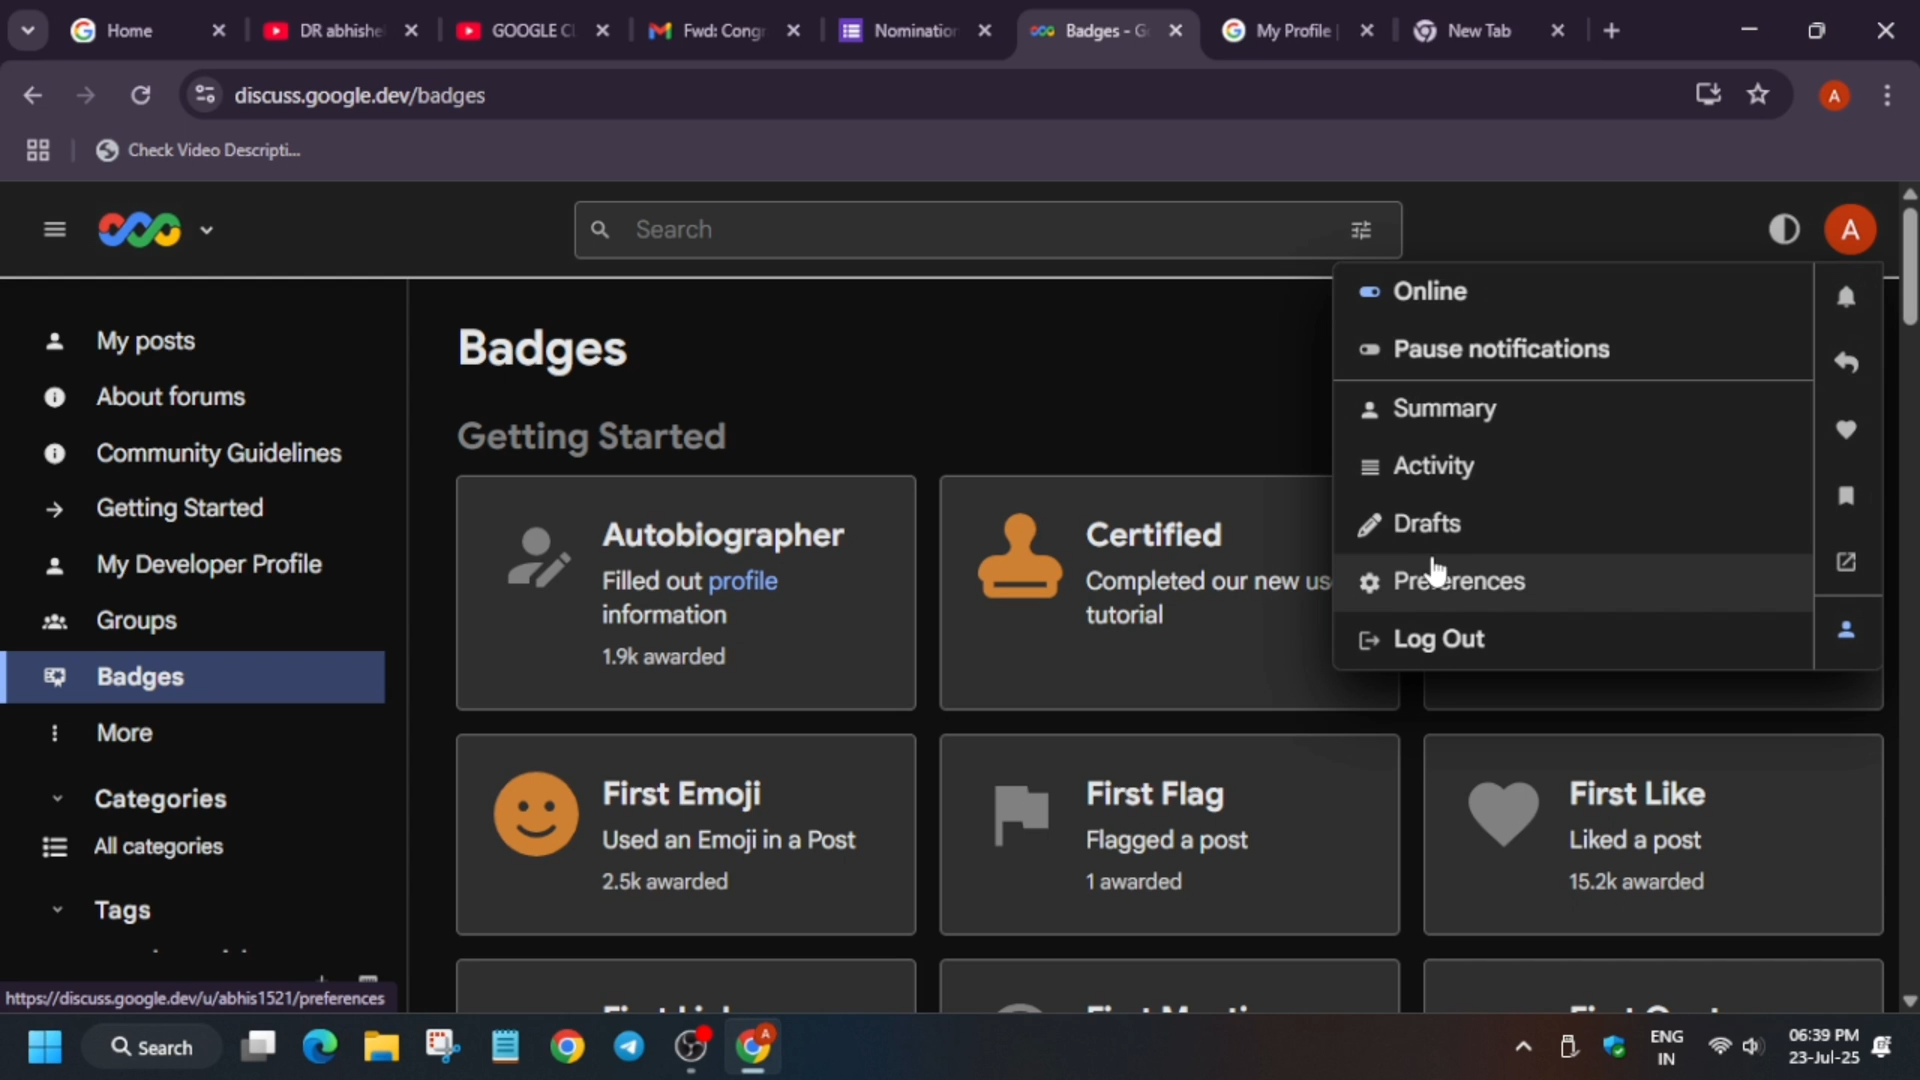 Home
DR abhishe
GOOGLE Cl
Fwd: Cong
Nomination
Badges - G
My Profile |
New Tab
discuss.google.dev/badges
A
Check Video Descripti...
Search
A
My posts
About forums
Community Guidelines
Getting Started
My Developer Profile
Groups
Badges
More
Categories
All categories
Tags
Badges
Getting Started
Autobiographer
Filled out profile
information
1.9k awarded
Certified
Completed our new us
tutorial
Online
Pause notifications
Summary
Activity
Drafts
Preferences
Log Out
First Emoji
Used an Emoji in a Post
2.5k awarded
First Flag
Flagged a post
1 awarded
First Like
Liked a post
15.2k awarded
https://discuss.google.dev/u/abhis1521/preferences
Search
A
ENG
IN
06:39 PM
23-Jul-25